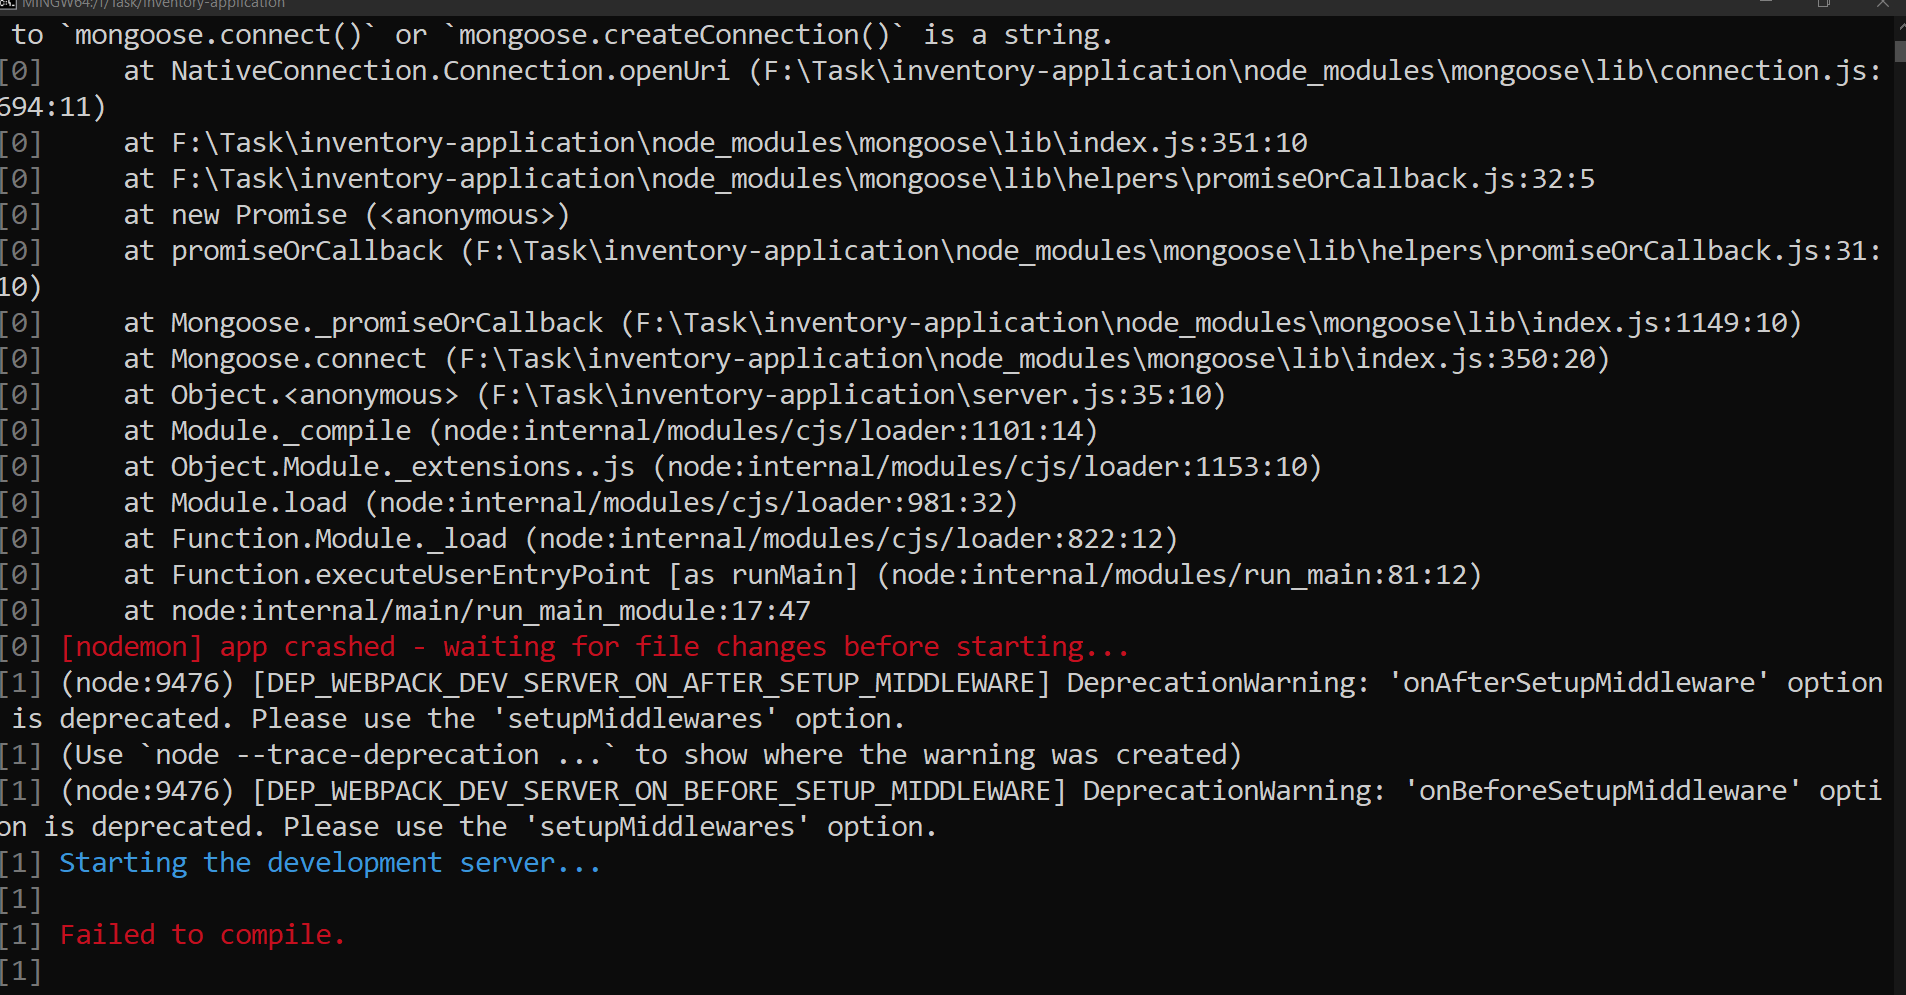 MINGW64:/f/Task/inventory-application
to `mongoose.connect()` or `mongoose.createConnection()` is a string.
[0]     at NativeConnection.Connection.openUri (F:\Task\inventory-application\node_modules\mongoose\lib\connection.js:
694:11)
[0]     at F:\Task\inventory-application\node_modules\mongoose\lib\index.js:351:10
[0]     at F:\Task\inventory-application\node_modules\mongoose\lib\helpers\promiseOrCallback.js:32:5
[0]     at new Promise (<anonymous>)
[0]     at promiseOrCallback (F:\Task\inventory-application\node_modules\mongoose\lib\helpers\promiseOrCallback.js:31:
10)
[0]     at Mongoose._promiseOrCallback (F:\Task\inventory-application\node_modules\mongoose\lib\index.js:1149:10)
[0]     at Mongoose.connect (F:\Task\inventory-application\node_modules\mongoose\lib\index.js:350:20)
[0]     at Object.<anonymous> (F:\Task\inventory-application\server.js:35:10)
[0]     at Module._compile (node:internal/modules/cjs/loader:1101:14)
[0]     at Object.Module._extensions..js (node:internal/modules/cjs/loader:1153:10)
[0]     at Module.load (node:internal/modules/cjs/loader:981:32)
[0]     at Function.Module._load (node:internal/modules/cjs/loader:822:12)
[0]     at Function.executeUserEntryPoint [as runMain] (node:internal/modules/run_main:81:12)
[0]     at node:internal/main/run_main_module:17:47
[0] [nodemon] app crashed - waiting for file changes before starting...
[1] (node:9476) [DEP_WEBPACK_DEV_SERVER_ON_AFTER_SETUP_MIDDLEWARE] DeprecationWarning: 'onAfterSetupMiddleware' option
is deprecated. Please use the 'setupMiddlewares' option.
[1] (Use `node --trace-deprecation ...` to show where the warning was created)
[1] (node:9476) [DEP_WEBPACK_DEV_SERVER_ON_BEFORE_SETUP_MIDDLEWARE] DeprecationWarning: 'onBeforeSetupMiddleware' opti
on is deprecated. Please use the 'setupMiddlewares' option.
[1] Starting the development server...
[1]
[1] Failed to compile.
[1]